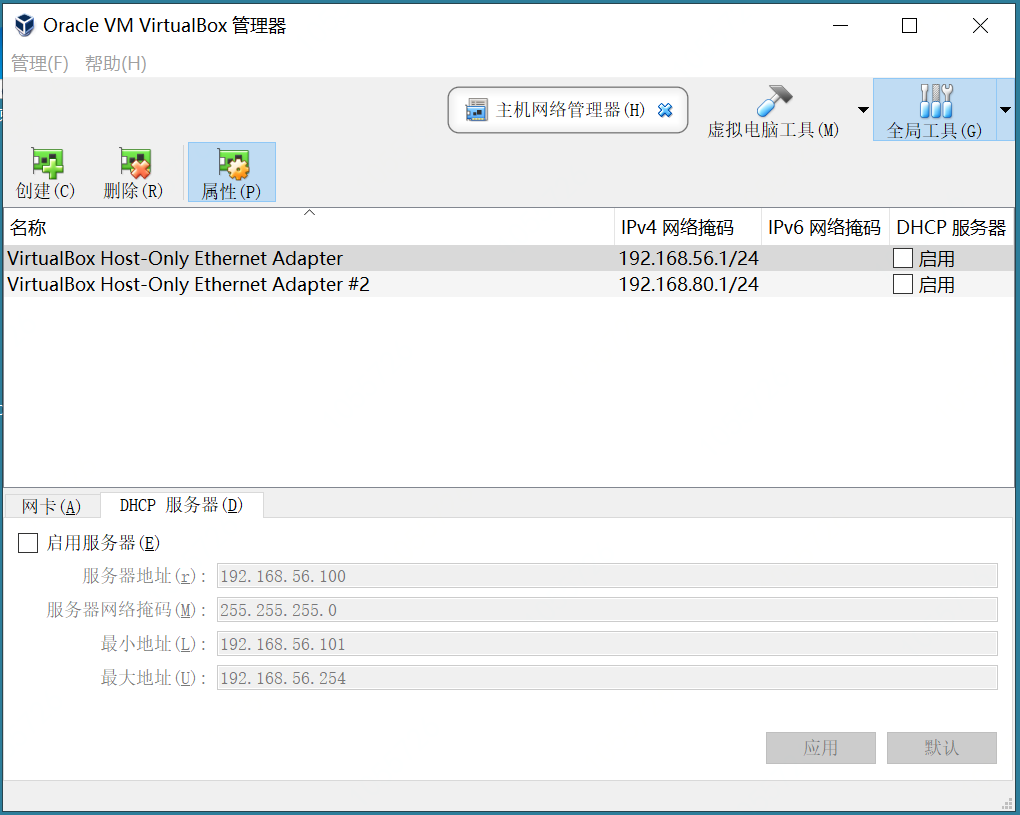 Oracle VM VirtualBox 管理器
管理(F) 帮助(H)
主机网络管理器(H) 虚拟电脑工具(M) 全局工具(G)
创建(C) 删除(R) 属性(P)
名称 IPv4 网络掩码 IPv6 网络掩码 DHCP 服务器
VirtualBox Host-Only Ethernet Adapter 192.168.56.1/24 启用
VirtualBox Host-Only Ethernet Adapter #2 192.168.80.1/24 启用
网卡(A) DHCP 服务器(D)
启用服务器(E)
服务器地址(r): 192.168.56.100
服务器网络掩码(M): 255.255.255.0
最小地址(L): 192.168.56.101
最大地址(U): 192.168.56.254
应用 默认